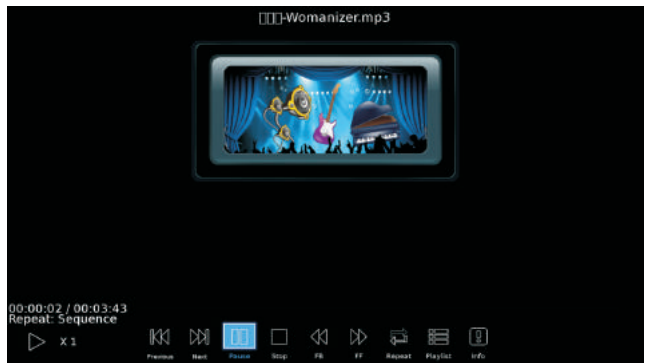 □□□-Womanizer.mp3
00:00:02 / 00:03:43
Repeat: Sequence
X 1
Previous Next Pause Stop FB FF Repeat Playlist Info